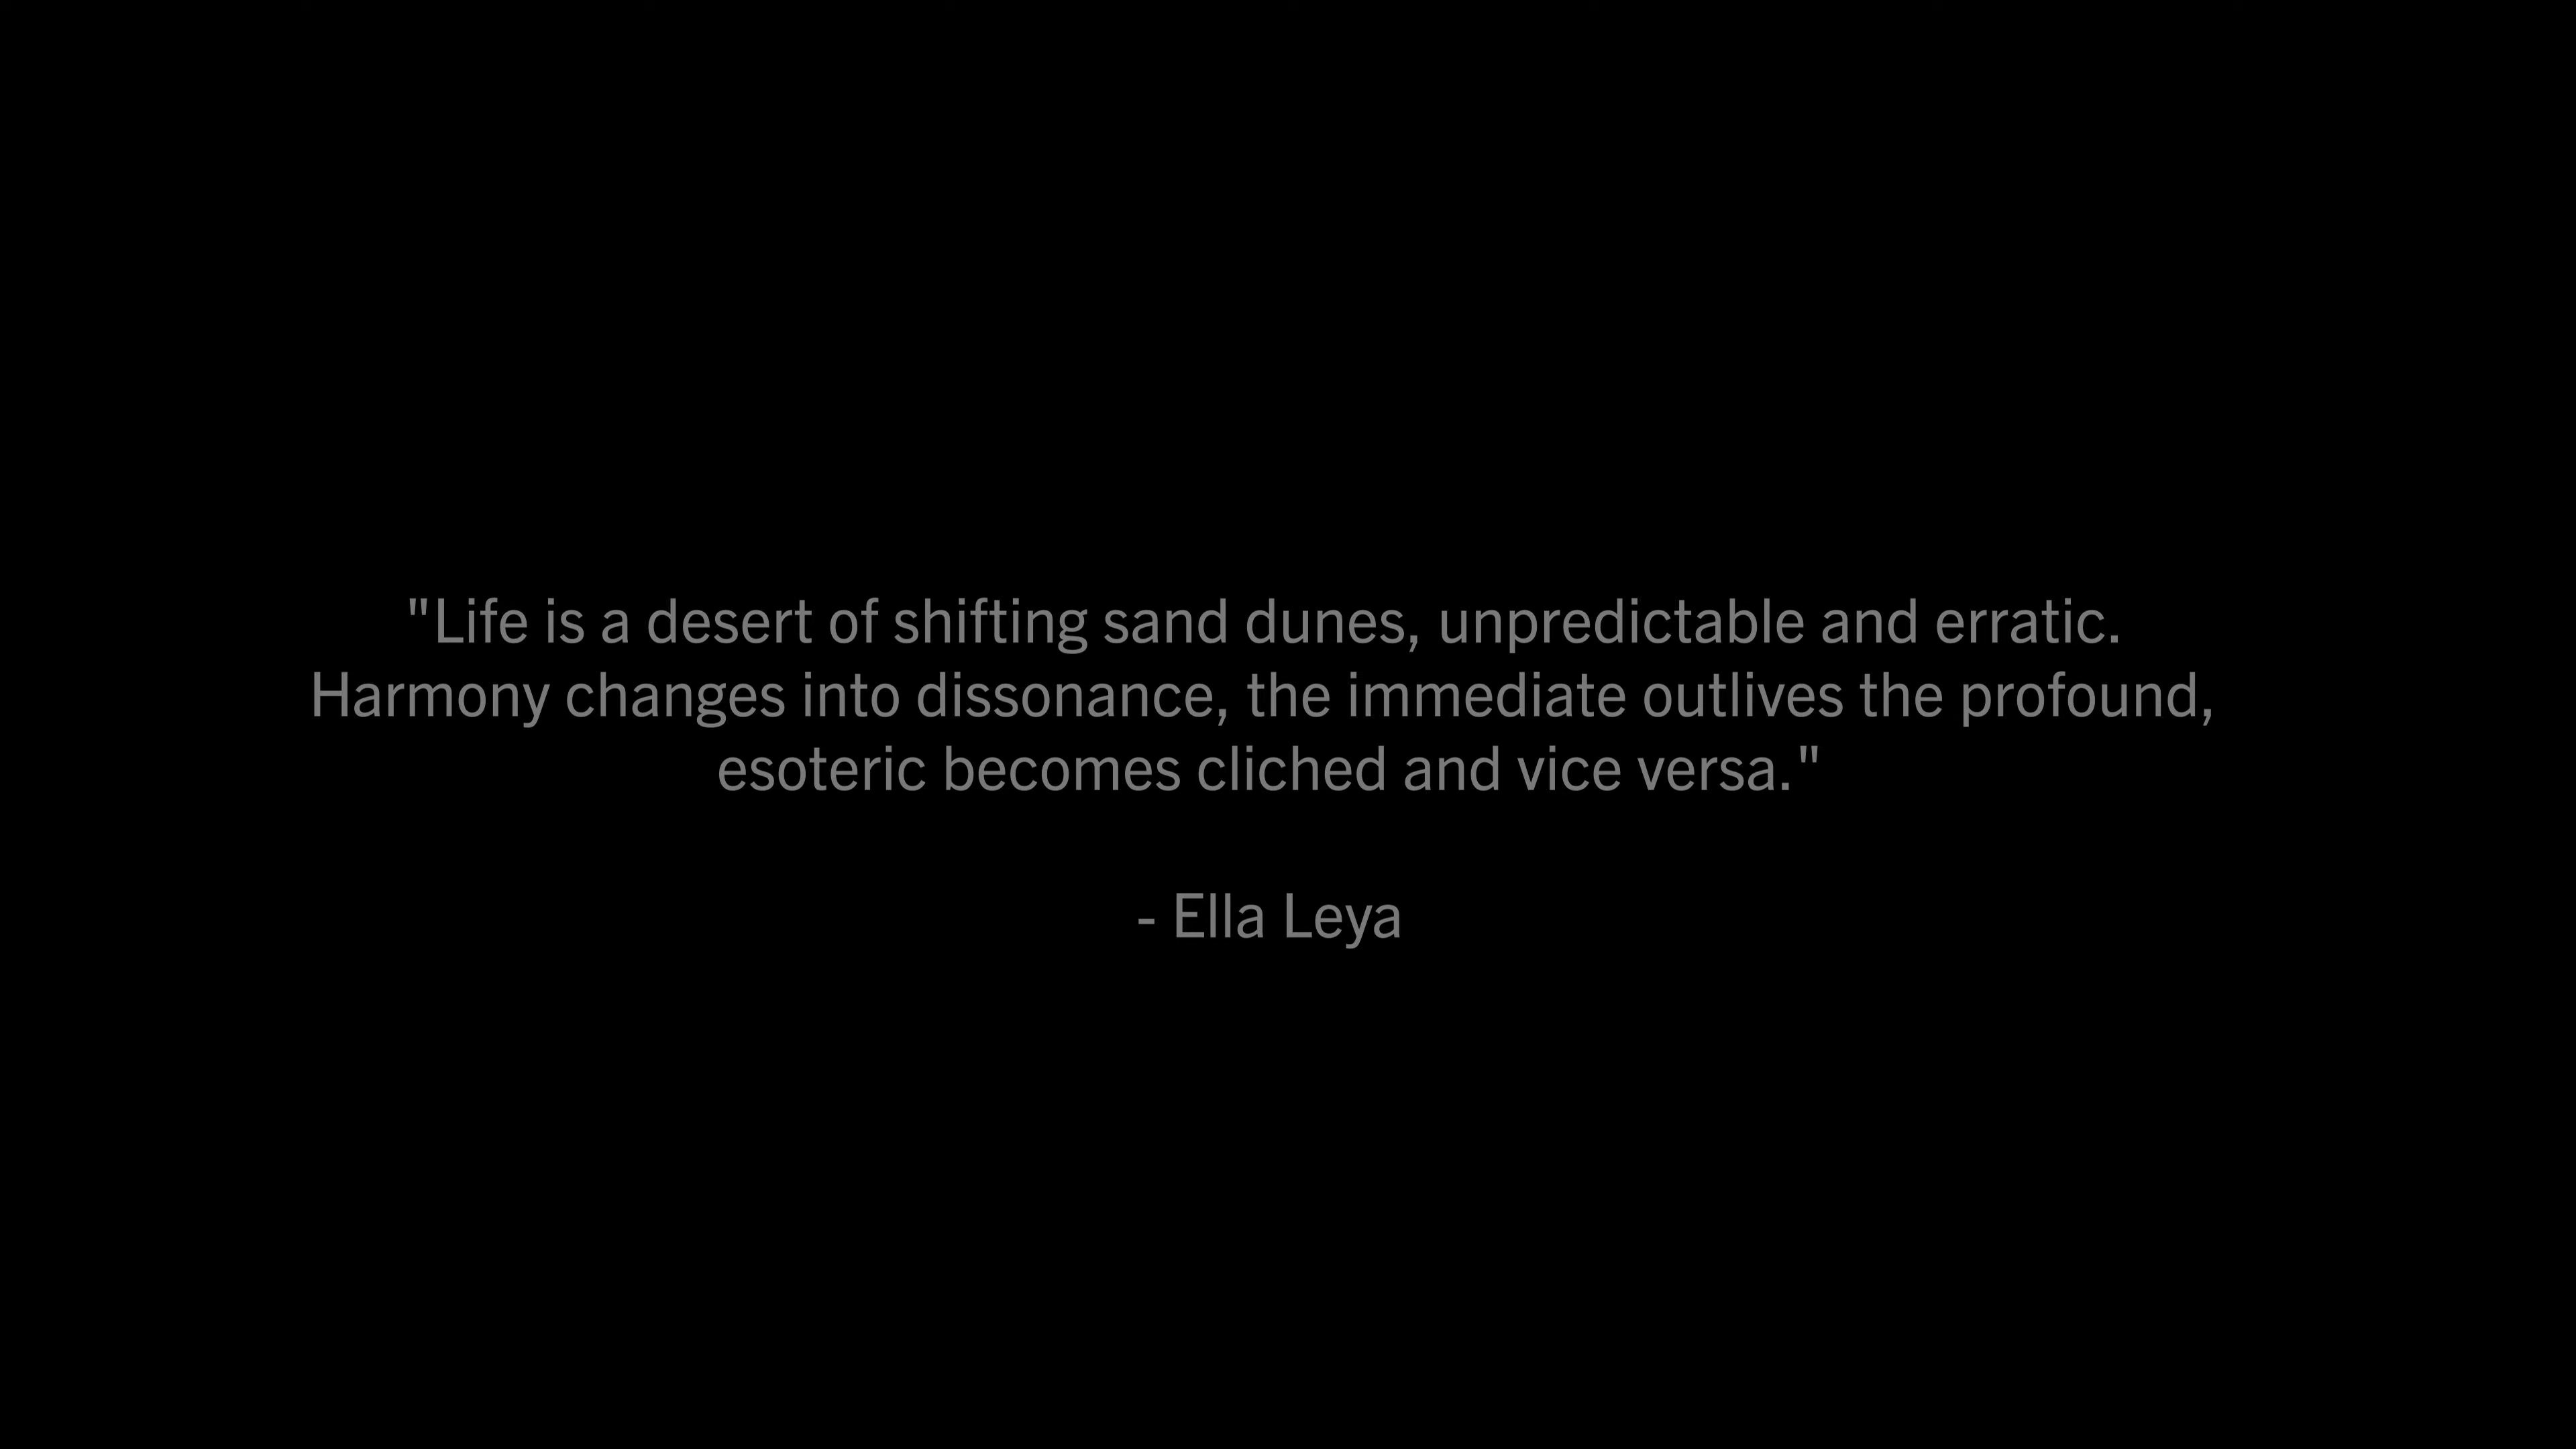 "Life is a desert of shifting sand dunes, unpredictable and erratic.
Harmony changes into dissonance, the immediate outlives the profound,
esoteric becomes cliched and vice versa."
- Ella Leya